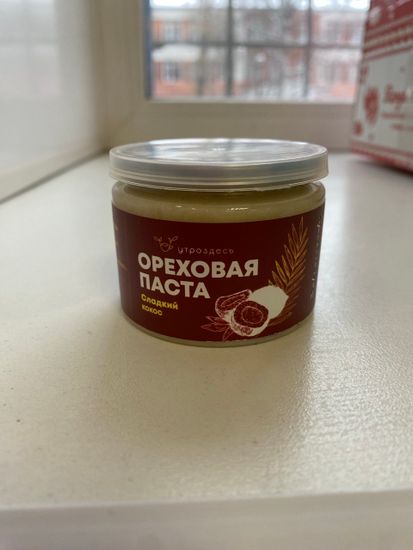 утроздесь
ОРЕХОВАЯ
ПАСТА
Сладкий
кокос